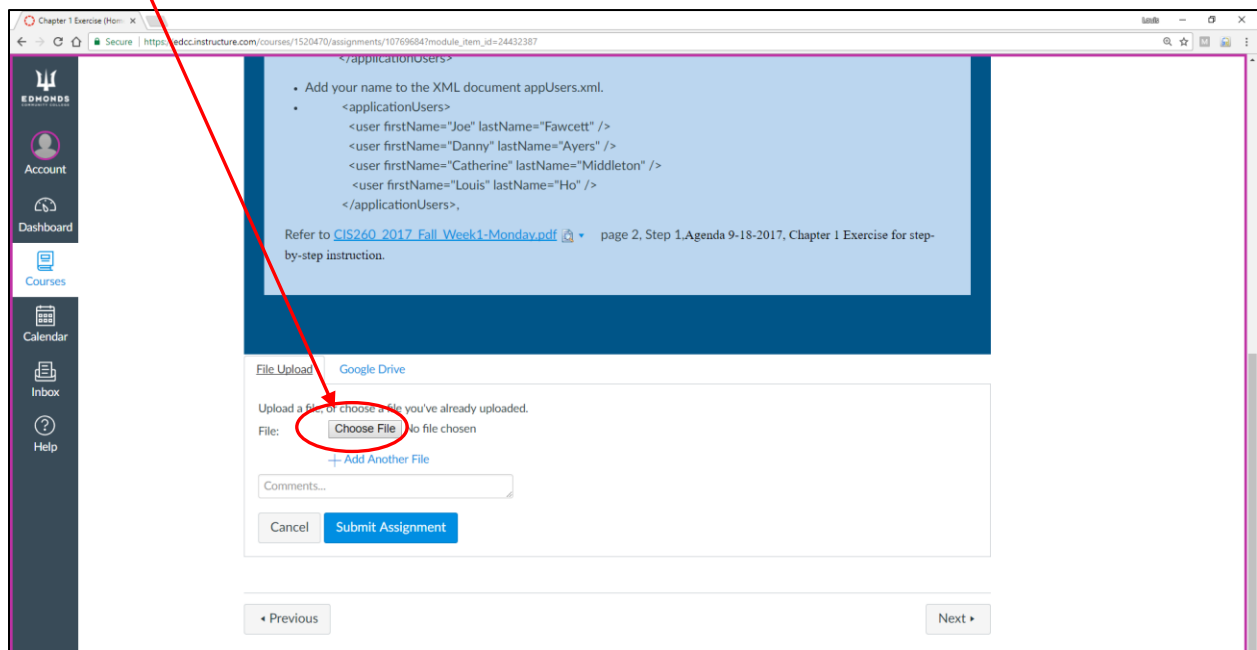 Chapter 1 Exercise (Hom
Secure | https://edcc.instructure.com/courses/1520470/assignments/10769684?module_item_id=24432387
</applicationUsers>
EDMONDS
• Add your name to the XML document appUsers.xml.
• <applicationUsers>
<user firstName="Joe" lastName="Fawcett" />
<user firstName="Danny" lastName="Ayers" />
<user firstName="Catherine" lastName="Middleton" />
<user firstName="Louis" lastName="Ho" />
</applicationUsers>,
Account
Dashboard
Refer to CIS260_2017_Fall_Week1-Monday.pdf page 2, Step 1,Agenda 9-18-2017, Chapter 1 Exercise for step-
by-step instruction.
Courses
Calendar
Inbox
Help
File Upload Google Drive
Upload a file, or choose a file you've already uploaded.
File: Choose File No file chosen
+ Add Another File
Comments...
Cancel Submit Assignment
◂ Previous Next ▸